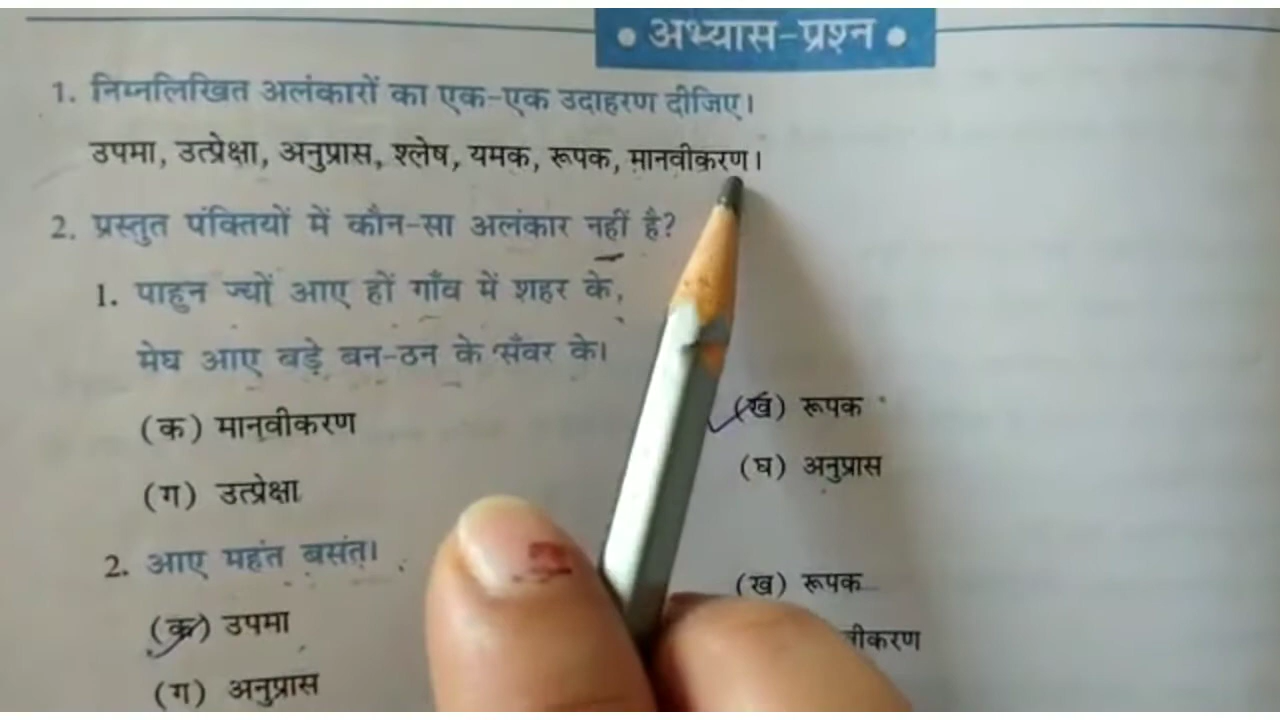 • अभ्यास-प्रश्न •
1. निम्नलिखित अलंकारों का एक-एक उदाहरण दीजिए।
उपमा, उत्प्रेक्षा, अनुप्रास, श्लेष, यमक, रूपक, मानवीकरण।
2. प्रस्तुत पंक्तियों में कौन-सा अलंकार नहीं है?
1. पाहुन ज्यों आए हों गाँव में शहर के,
मेघ आए बड़े बन-ठन के सँवर के।
(क) मानवीकरण (ख) रूपक
(ग) उत्प्रेक्षा (घ) अनुप्रास
2. आए महंत बसंत।
(ख) रूपक
(क) उपमा
(ग) अनुप्रास